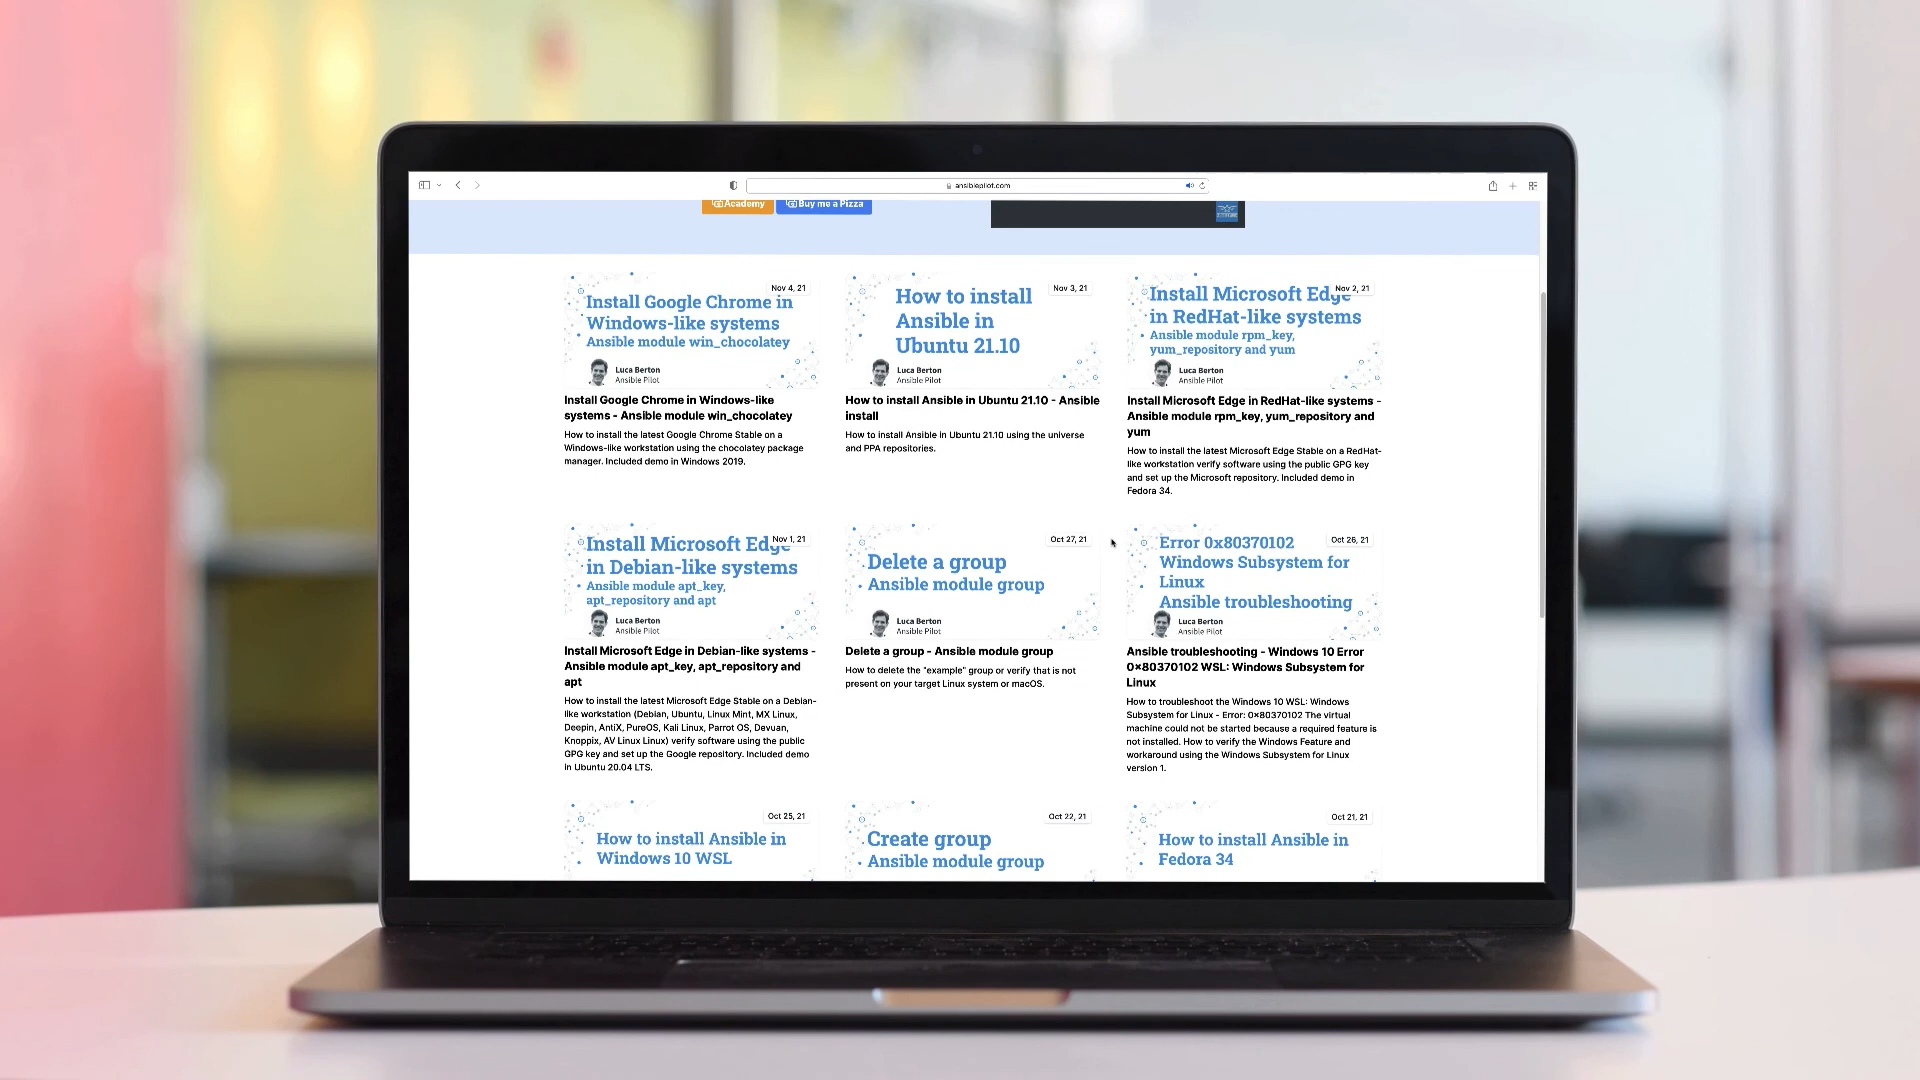 ansiblepilot.com
Academy
Buy me a Pizza
Nov 4, 21
Install Google Chrome in
Windows-like systems
Ansible module win_chocolatey
Luca Berton
Ansible Pilot
Install Google Chrome in Windows-like
systems - Ansible module win_chocolatey
How to install the latest Google Chrome Stable on a
Windows-like workstation using the chocolatey package
manager. Included demo in Windows 2019.
Nov 3, 21
How to install
Ansible in
Ubuntu 21.10
Luca Berton
Ansible Pilot
How to install Ansible in Ubuntu 21.10 - Ansible
install
How to install Ansible in Ubuntu 21.10 using the universe
and PPA repositories.
Nov 2, 21
Install Microsoft Edge
in RedHat-like systems
Ansible module rpm_key,
yum_repository and yum
Luca Berton
Ansible Pilot
Install Microsoft Edge in RedHat-like systems -
Ansible module rpm_key, yum_repository and
yum
How to install the latest Microsoft Edge Stable on a RedHat-
like workstation verify software using the public GPG key
and set up the Microsoft repository. Included demo in
Fedora 34.
Nov 1, 21
Install Microsoft Edge
in Debian-like systems
Ansible module apt_key,
apt_repository and apt
Luca Berton
Ansible Pilot
Install Microsoft Edge in Debian-like systems -
Ansible module apt_key, apt_repository and
apt
How to install the latest Microsoft Edge Stable on a Debian-
like workstation (Debian, Ubuntu, Linux Mint, MX Linux,
Deepin, AntiX, PureOS, Kali Linux, Parrot OS, Devuan,
Knoppix, AV Linux Linux) verify software using the public
GPG key and set up the Google repository. Included demo
in Ubuntu 20.04 LTS.
Oct 27, 21
Delete a group
Ansible module group
Luca Berton
Ansible Pilot
Delete a group - Ansible module group
How to delete the "example" group or verify that is not
present on your target Linux system or macOS.
Oct 26, 21
Error 0x80370102
Windows Subsystem for
Linux
Ansible troubleshooting
Luca Berton
Ansible Pilot
Ansible troubleshooting - Windows 10 Error
0x80370102 WSL: Windows Subsystem for
Linux
How to troubleshoot the Windows 10 WSL: Windows
Subsystem for Linux - Error: 0x80370102 The virtual
machine could not be started because a required feature is
not installed. How to verify the Windows Feature and
workaround using the Windows Subsystem for Linux
version 1.
Oct 25, 21
How to install Ansible in
Windows 10 WSL
Oct 22, 21
Create group
Ansible module group
Oct 21, 21
How to install Ansible in
Fedora 34